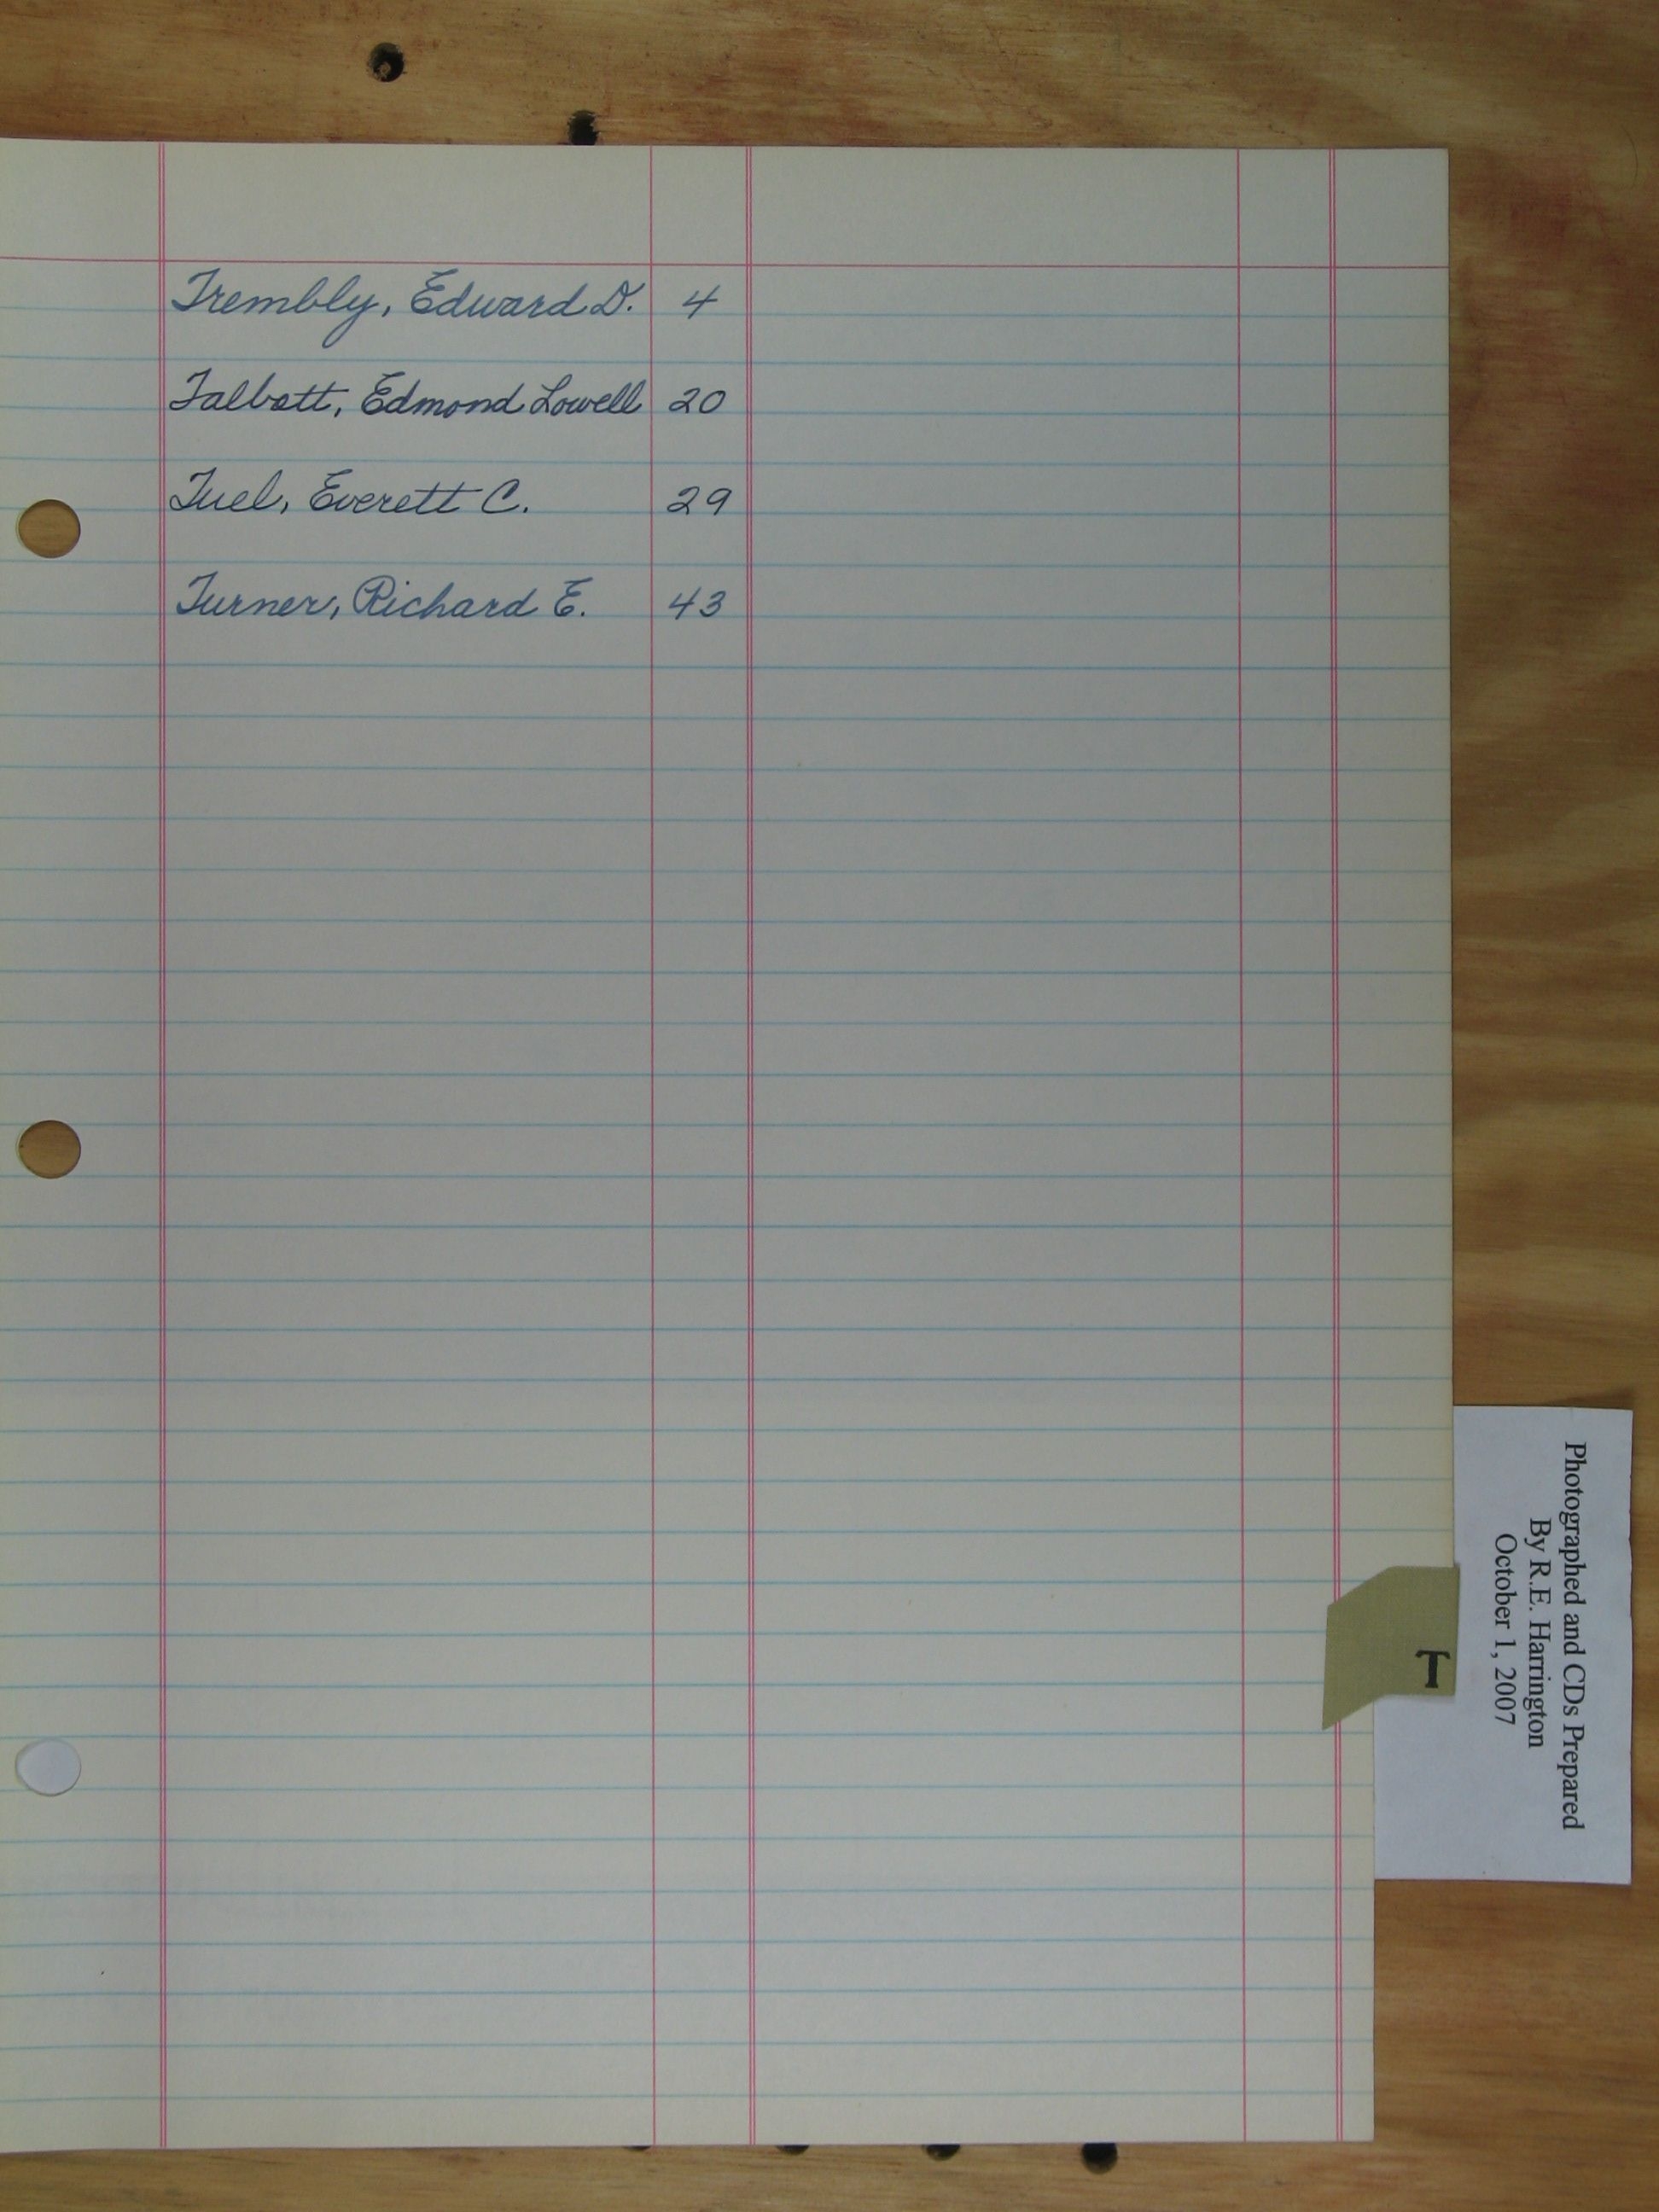 Trembly, Edward D. 4
Talbott, Edmond Lowell 20
Tuel, Everett C. 29
Turner, Richard E. 43
T
Photographed and CDs Prepared
By R.E. Harrington
October 1, 2007